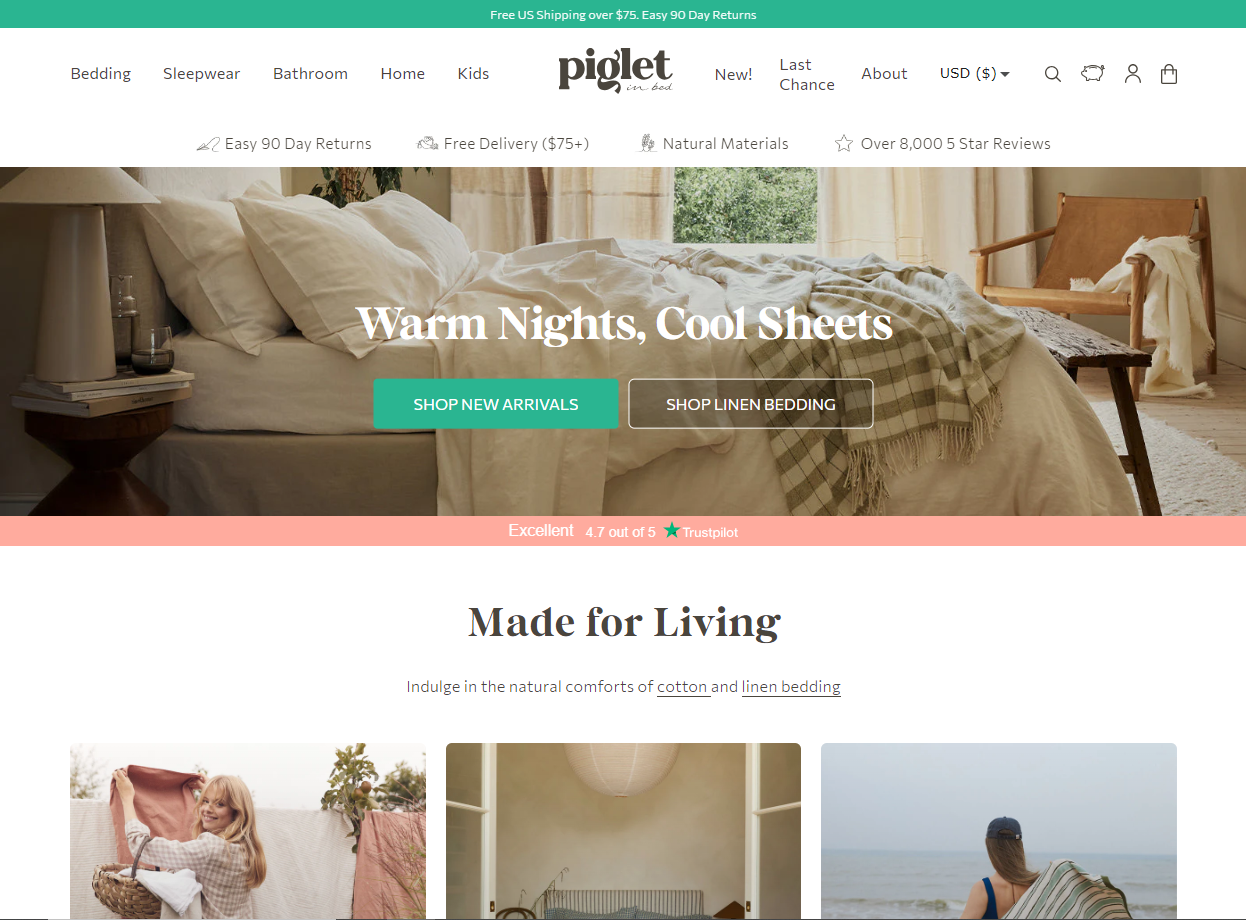 Free US Shipping over $75. Easy 90 Day Returns
Bedding
Sleepwear
Bathroom
Home
Kids
piglet
in bed
New!
Last
Chance
About
USD ($)
Easy 90 Day Returns
Free Delivery ($75+)
Natural Materials
Over 8,000 5 Star Reviews
Warm Nights, Cool Sheets
SHOP NEW ARRIVALS
SHOP LINEN BEDDING
Excellent 4.7 out of 5 Trustpilot
Made for Living
Indulge in the natural comforts of cotton and linen bedding